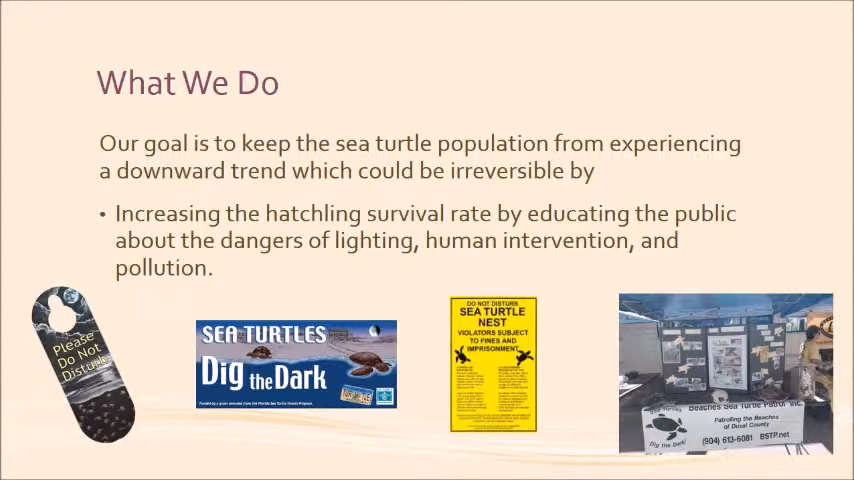 What We Do
Our goal is to keep the sea turtle population from experiencing
a downward trend which could be irreversible by
• Increasing the hatchling survival rate by educating the public
about the dangers of lighting, human intervention, and
pollution.
Please
Do Not
Disturb
SEA TURTLES
Dig the Dark
DO NOT DISTURB
SEA TURTLE
NEST
VIOLATORS SUBJECT
TO FINES AND
IMPRISONMENT
Beaches Sea Turtle Patrol Inc.
Patrolling the Beaches
of Duval County
Dig the Dark!
(904) 613-6081 BSTP.net